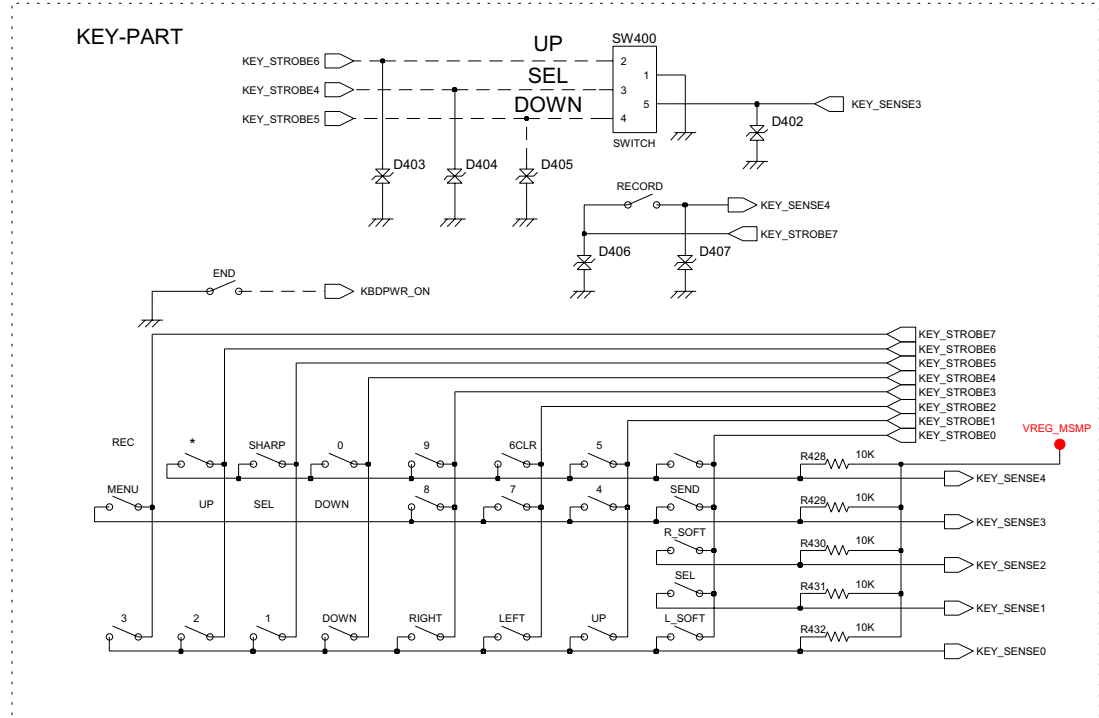 KEY-PART
UP
SW400
KEY_STROBE6
2
SEL
1
KEY_STROBE4
3
DOWN
5
KEY_SENSE3
KEY_STROBE5
4
D402
SWITCH
D403
D404
D405
RECORD
KEY_SENSE4
KEY_STROBE7
D406
D407
END
KBDPWR_ON
KEY_STROBE7
KEY_STROBE6
KEY_STROBE5
KEY_STROBE4
KEY_STROBE3
KEY_STROBE2
KEY_STROBE1
KEY_STROBE0
VREG_MSMP
REC * SHARP 0 9 6CLR 5
R428 10K
KEY_SENSE4
MENU UP SEL DOWN 8 7 4 SEND
R429 10K
KEY_SENSE3
R_SOFT
R430 10K
KEY_SENSE2
SEL
R431 10K
KEY_SENSE1
3 2 1 DOWN RIGHT LEFT UP L_SOFT
R432 10K
KEY_SENSE0